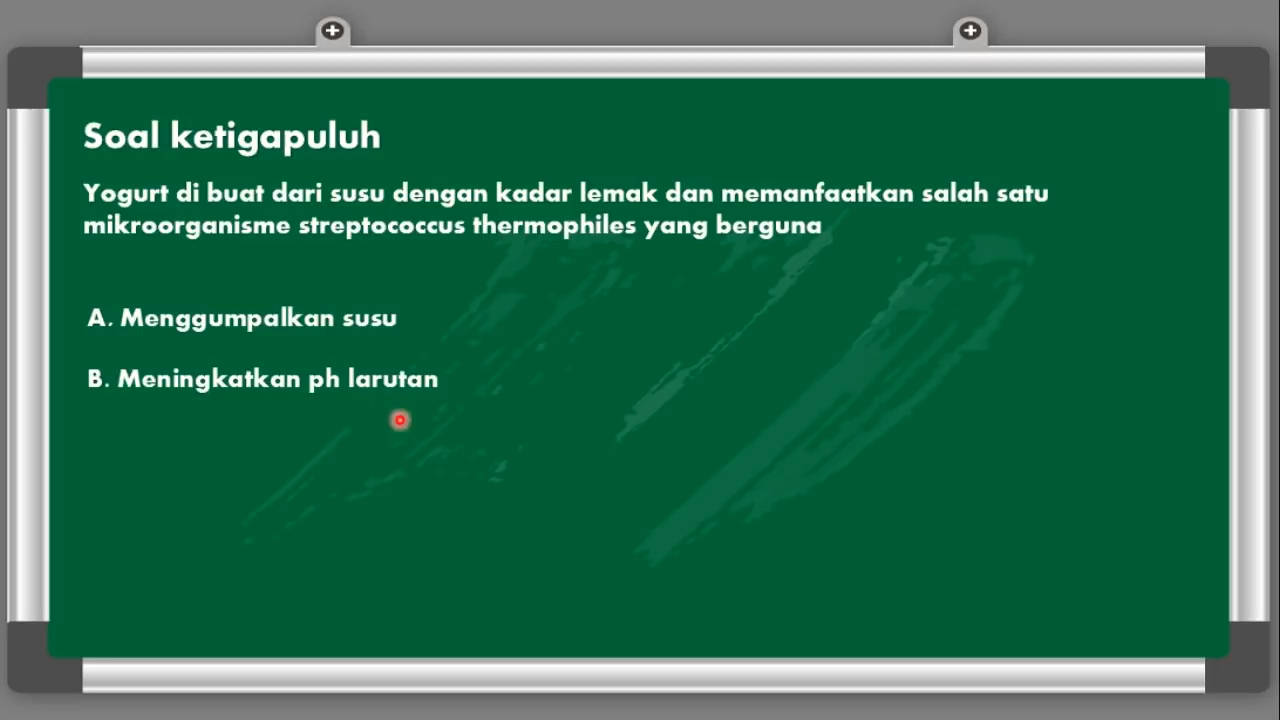 Soal ketigapuluh
Yogurt di buat dari susu dengan kadar lemak dan memanfaatkan salah satu
mikroorganisme streptococcus thermophiles yang berguna
A. Menggumpalkan susu
B. Meningkatkan ph larutan